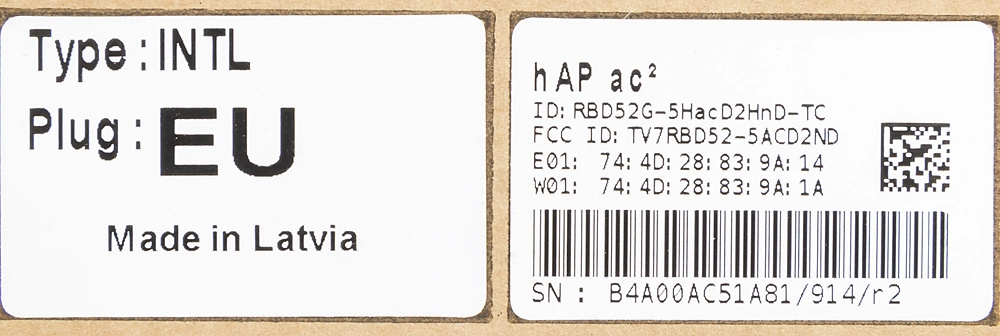 Type: INTL
Plug: EU
Made in Latvia
hAP ac²
ID: RBD52G-5HacD2HnD-TC
FCC ID: TV7RBD52-5ACD2ND
E01: 74:4D:28:83:9A:14
W01: 74:4D:28:83:9A:1A
SN: B4A00AC51A81/914/r2